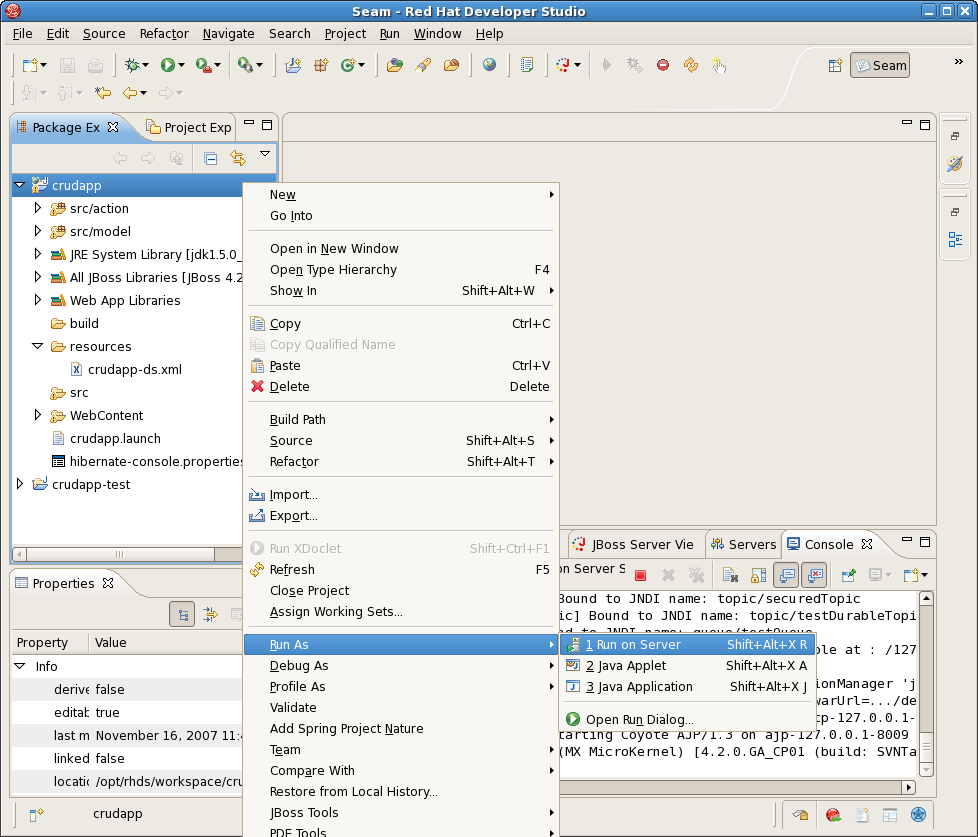 Seam - Red Hat Developer Studio
File Edit Source Refactor Navigate Search Project Run Window Help
Seam
»
Package Ex
Project Exp
crudapp
src/action
src/model
JRE System Library [jdk1.5.0_
All JBoss Libraries [JBoss 4.2
Web App Libraries
build
resources
crudapp-ds.xml
src
WebContent
crudapp.launch
hibernate-console.properties
crudapp-test
New
Go Into
Open in New Window
Open Type Hierarchy F4
Show In Shift+Alt+W
Copy Ctrl+C
Copy Qualified Name
Paste Ctrl+V
Delete Delete
Build Path
Source Shift+Alt+S
Refactor Shift+Alt+T
Import...
Export...
Run XDoclet Shift+Ctrl+F1
Refresh F5
Close Project
Assign Working Sets...
Run As
Debug As
Profile As
Validate
Add Spring Project Nature
Team
Compare With
Restore from Local History...
JBoss Tools
PDE Tools
1 Run on Server Shift+Alt+X R
2 Java Applet Shift+Alt+X A
3 Java Application Shift+Alt+X J
Open Run Dialog...
Properties
Property Value
Info
derive false
editab true
last m November 16, 2007 11:4
linked false
locatic /opt/rhds/workspace/cru
crudapp
JBoss Server Vie
Servers
Console
on Server S
Bound to JNDI name: topic/securedTopic
ic] Bound to JNDI name: topic/testDurableTopi
nd to JNDI name: queue/testQueue
ble at : /127
ionManager 'j
warUrl=.../de
tp-127.0.0.1-
tarting Coyote AJP/1.3 on ajp-127.0.0.1-8009
(MX MicroKernel) [4.2.0.GA_CP01 (build: SVNTa